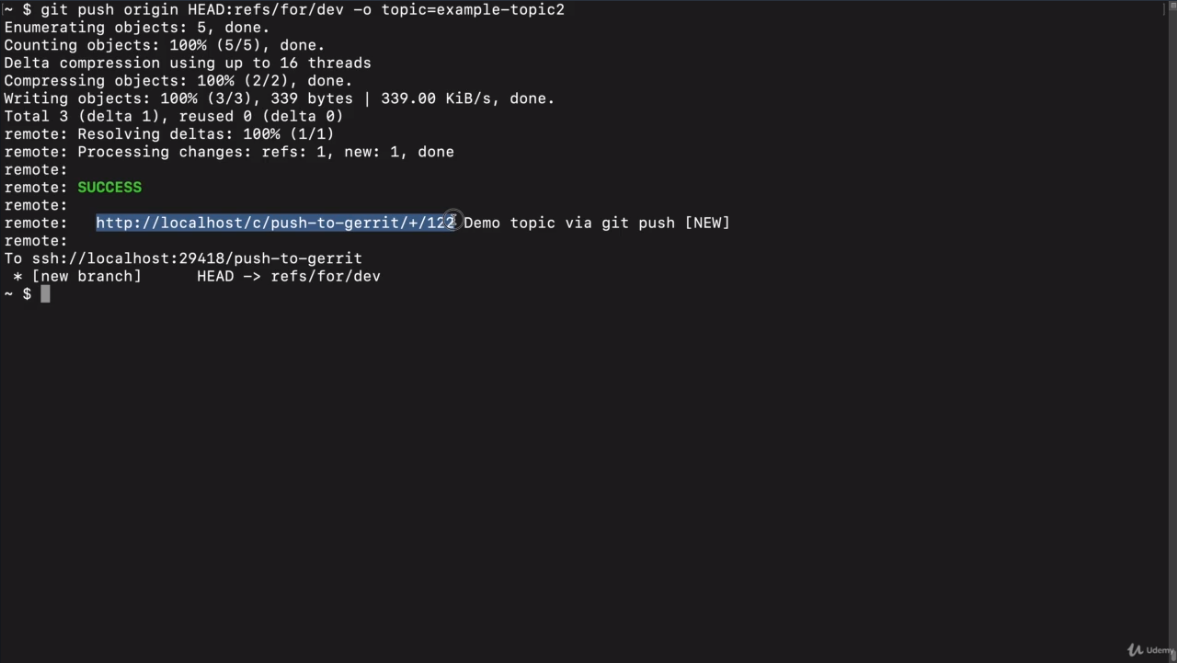 ~ $ git push origin HEAD:refs/for/dev -o topic=example-topic2
Enumerating objects: 5, done.
Counting objects: 100% (5/5), done.
Delta compression using up to 16 threads
Compressing objects: 100% (2/2), done.
Writing objects: 100% (3/3), 339 bytes | 339.00 KiB/s, done.
Total 3 (delta 1), reused 0 (delta 0)
remote: Resolving deltas: 100% (1/1)
remote: Processing changes: refs: 1, new: 1, done
remote:
remote: SUCCESS
remote:
remote:   http://localhost/c/push-to-gerrit/+/122 Demo topic via git push [NEW]
remote:
To ssh://localhost:29418/push-to-gerrit
 * [new branch]      HEAD -> refs/for/dev
~ $
Udemy